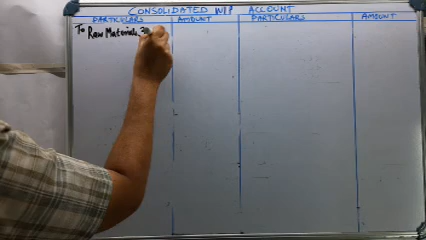 CONSOLIDATED WIP ACCOUNT
PARTICULARS AMOUNT PARTICULARS AMOUNT
To Raw Materials